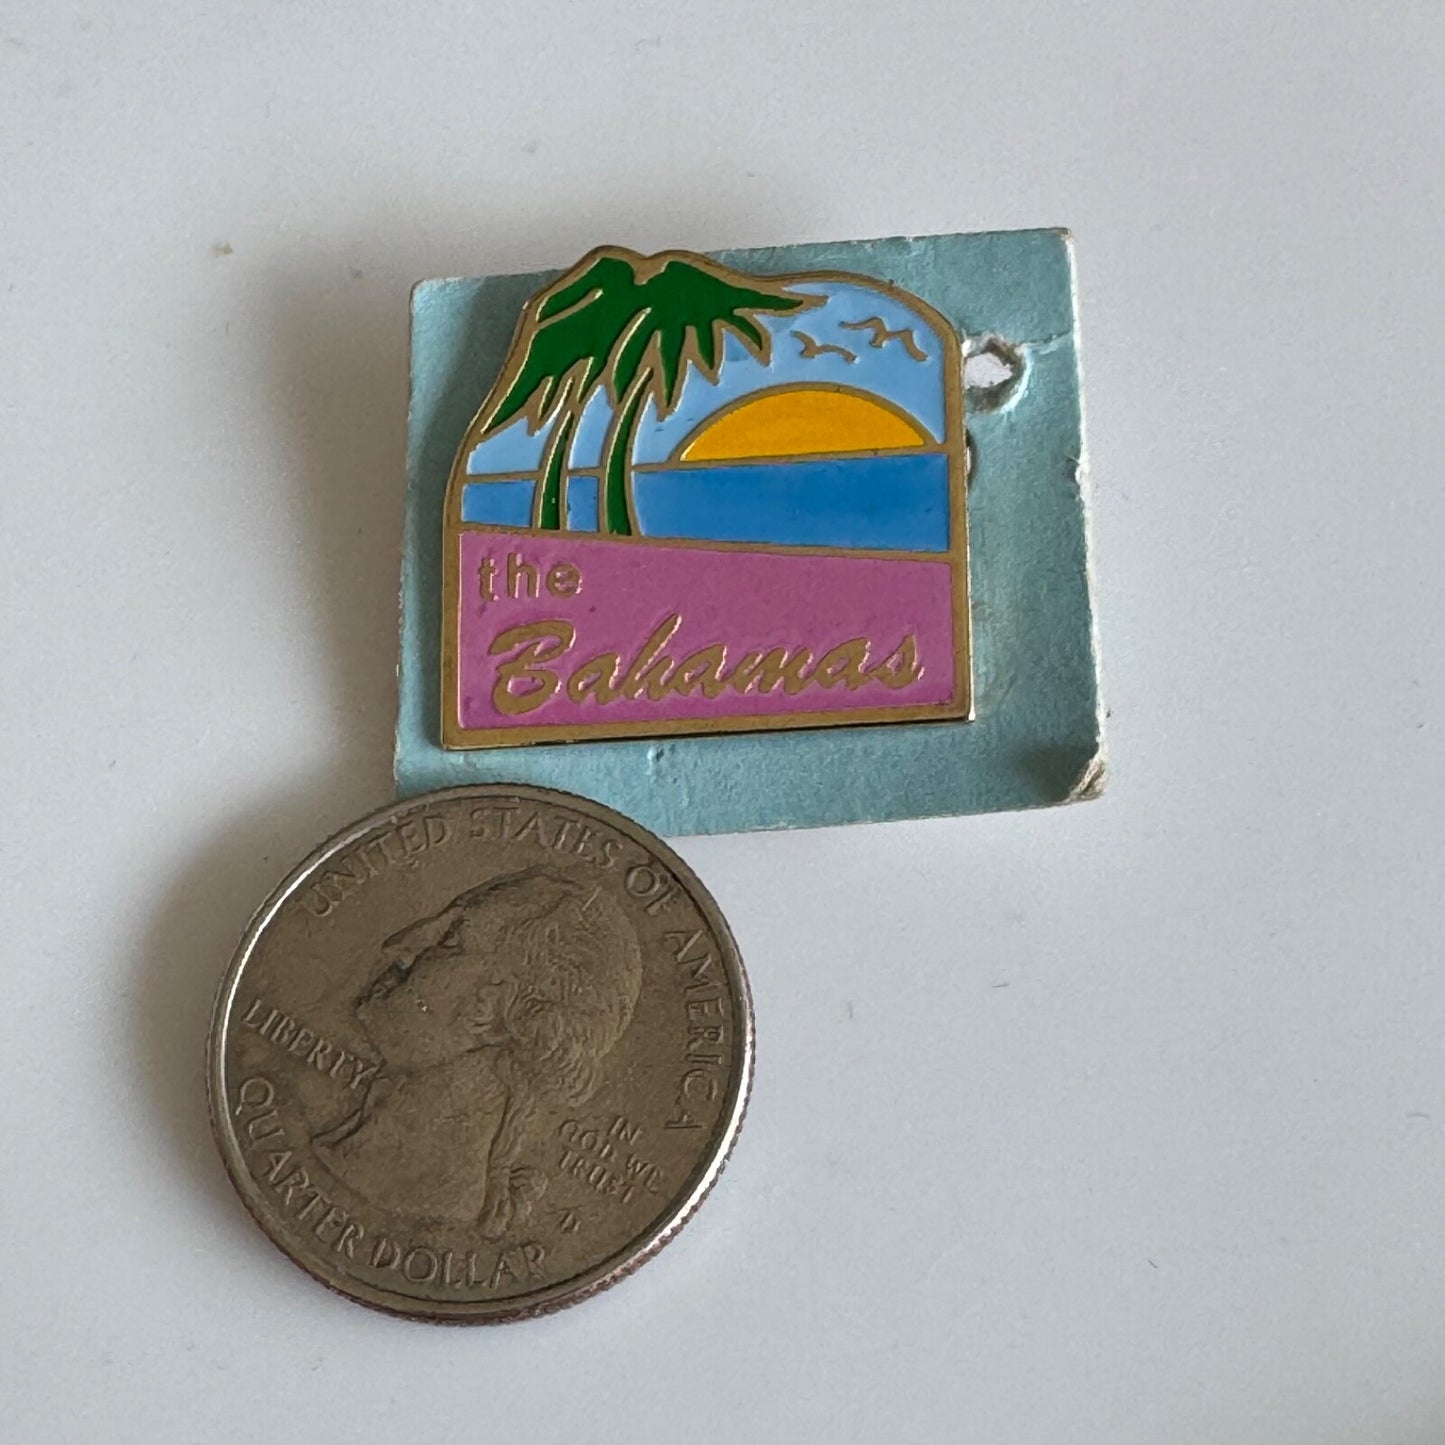 the
Bahamas
UNITED STATES OF AMERICA
LIBERTY
IN
GOD WE
TRUST
D
QUARTER DOLLAR